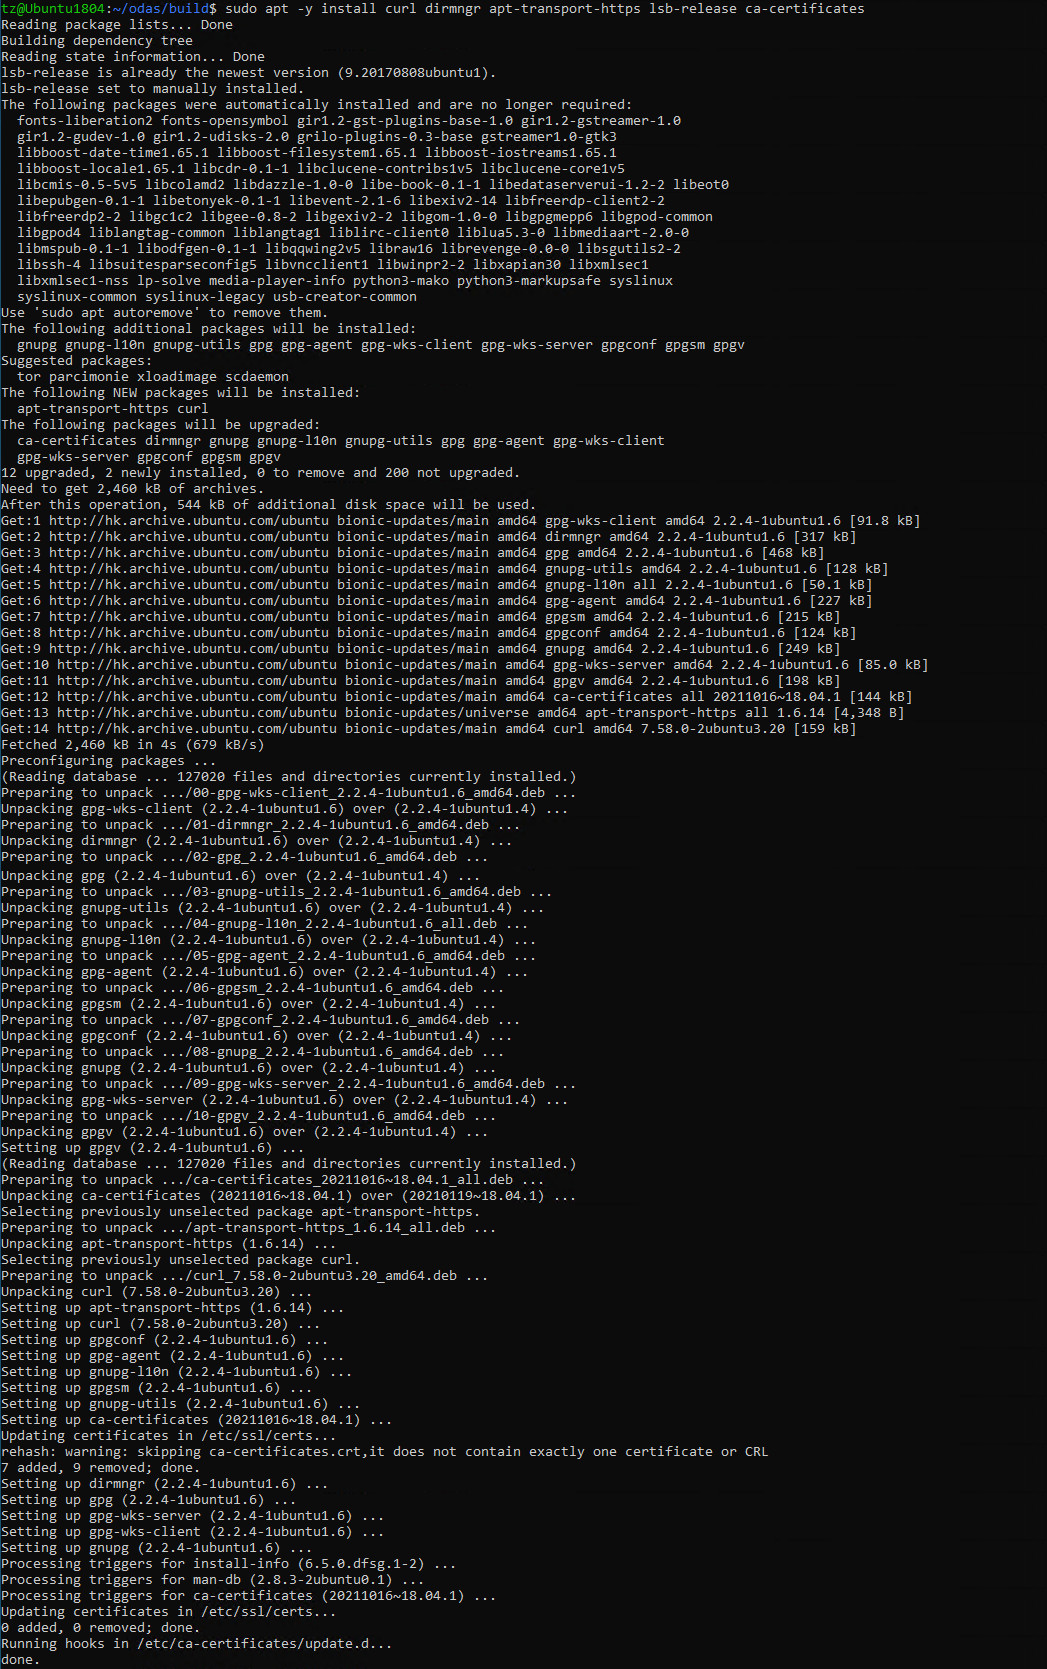 tz@Ubuntu1804:~/odas/build$ sudo apt -y install curl dirmngr apt-transport-https lsb-release ca-certificates
Reading package lists... Done
Building dependency tree
Reading state information... Done
lsb-release is already the newest version (9.20170808ubuntu1).
lsb-release set to manually installed.
The following packages were automatically installed and are no longer required:
  fonts-liberation2 fonts-opensymbol gir1.2-gst-plugins-base-1.0 gir1.2-gstreamer-1.0
  gir1.2-gudev-1.0 gir1.2-udisks-2.0 grilo-plugins-0.3-base gstreamer1.0-gtk3
  libboost-date-time1.65.1 libboost-filesystem1.65.1 libboost-iostreams1.65.1
  libboost-locale1.65.1 libcdr-0.1-1 libclucene-contribs1v5 libclucene-core1v5
  libcmis-0.5-5v5 libcolamd2 libdazzle-1.0-0 libe-book-0.1-1 libedataserverui-1.2-2 libeot0
  libepubgen-0.1-1 libetonyek-0.1-1 libevent-2.1-6 libexiv2-14 libfreerdp-client2-2
  libfreerdp2-2 libgc1c2 libgee-0.8-2 libgexiv2-2 libgom-1.0-0 libgpgmepp6 libgpod-common
  libgpod4 liblangtag-common liblangtag1 liblirc-client0 liblua5.3-0 libmediaart-2.0-0
  libmspub-0.1-1 libodfgen-0.1-1 libqqwing2v5 libraw16 librevenge-0.0-0 libsgutils2-2
  libssh-4 libsuitesparseconfig5 libvncclient1 libwinpr2-2 libxapian30 libxmlsec1
  libxmlsec1-nss lp-solve media-player-info python3-mako python3-markupsafe syslinux
  syslinux-common syslinux-legacy usb-creator-common
Use 'sudo apt autoremove' to remove them.
The following additional packages will be installed:
  gnupg gnupg-l10n gnupg-utils gpg gpg-agent gpg-wks-client gpg-wks-server gpgconf gpgsm gpgv
Suggested packages:
  tor parcimonie xloadimage scdaemon
The following NEW packages will be installed:
  apt-transport-https curl
The following packages will be upgraded:
  ca-certificates dirmngr gnupg gnupg-l10n gnupg-utils gpg gpg-agent gpg-wks-client
  gpg-wks-server gpgconf gpgsm gpgv
12 upgraded, 2 newly installed, 0 to remove and 200 not upgraded.
Need to get 2,460 kB of archives.
After this operation, 544 kB of additional disk space will be used.
Get:1 http://hk.archive.ubuntu.com/ubuntu bionic-updates/main amd64 gpg-wks-client amd64 2.2.4-1ubuntu1.6 [91.8 kB]
Get:2 http://hk.archive.ubuntu.com/ubuntu bionic-updates/main amd64 dirmngr amd64 2.2.4-1ubuntu1.6 [317 kB]
Get:3 http://hk.archive.ubuntu.com/ubuntu bionic-updates/main amd64 gpg amd64 2.2.4-1ubuntu1.6 [468 kB]
Get:4 http://hk.archive.ubuntu.com/ubuntu bionic-updates/main amd64 gnupg-utils amd64 2.2.4-1ubuntu1.6 [128 kB]
Get:5 http://hk.archive.ubuntu.com/ubuntu bionic-updates/main amd64 gnupg-l10n all 2.2.4-1ubuntu1.6 [50.1 kB]
Get:6 http://hk.archive.ubuntu.com/ubuntu bionic-updates/main amd64 gpg-agent amd64 2.2.4-1ubuntu1.6 [227 kB]
Get:7 http://hk.archive.ubuntu.com/ubuntu bionic-updates/main amd64 gpgsm amd64 2.2.4-1ubuntu1.6 [215 kB]
Get:8 http://hk.archive.ubuntu.com/ubuntu bionic-updates/main amd64 gpgconf amd64 2.2.4-1ubuntu1.6 [124 kB]
Get:9 http://hk.archive.ubuntu.com/ubuntu bionic-updates/main amd64 gnupg amd64 2.2.4-1ubuntu1.6 [249 kB]
Get:10 http://hk.archive.ubuntu.com/ubuntu bionic-updates/main amd64 gpg-wks-server amd64 2.2.4-1ubuntu1.6 [85.0 kB]
Get:11 http://hk.archive.ubuntu.com/ubuntu bionic-updates/main amd64 gpgv amd64 2.2.4-1ubuntu1.6 [198 kB]
Get:12 http://hk.archive.ubuntu.com/ubuntu bionic-updates/main amd64 ca-certificates all 20211016~18.04.1 [144 kB]
Get:13 http://hk.archive.ubuntu.com/ubuntu bionic-updates/universe amd64 apt-transport-https all 1.6.14 [4,348 B]
Get:14 http://hk.archive.ubuntu.com/ubuntu bionic-updates/main amd64 curl amd64 7.58.0-2ubuntu3.20 [159 kB]
Fetched 2,460 kB in 4s (679 kB/s)
Preconfiguring packages ...
(Reading database ... 127020 files and directories currently installed.)
Preparing to unpack .../00-gpg-wks-client_2.2.4-1ubuntu1.6_amd64.deb ...
Unpacking gpg-wks-client (2.2.4-1ubuntu1.6) over (2.2.4-1ubuntu1.4) ...
Preparing to unpack .../01-dirmngr_2.2.4-1ubuntu1.6_amd64.deb ...
Unpacking dirmngr (2.2.4-1ubuntu1.6) over (2.2.4-1ubuntu1.4) ...
Preparing to unpack .../02-gpg_2.2.4-1ubuntu1.6_amd64.deb ...
Unpacking gpg (2.2.4-1ubuntu1.6) over (2.2.4-1ubuntu1.4) ...
Preparing to unpack .../03-gnupg-utils_2.2.4-1ubuntu1.6_amd64.deb ...
Unpacking gnupg-utils (2.2.4-1ubuntu1.6) over (2.2.4-1ubuntu1.4) ...
Preparing to unpack .../04-gnupg-l10n_2.2.4-1ubuntu1.6_all.deb ...
Unpacking gnupg-l10n (2.2.4-1ubuntu1.6) over (2.2.4-1ubuntu1.4) ...
Preparing to unpack .../05-gpg-agent_2.2.4-1ubuntu1.6_amd64.deb ...
Unpacking gpg-agent (2.2.4-1ubuntu1.6) over (2.2.4-1ubuntu1.4) ...
Preparing to unpack .../06-gpgsm_2.2.4-1ubuntu1.6_amd64.deb ...
Unpacking gpgsm (2.2.4-1ubuntu1.6) over (2.2.4-1ubuntu1.4) ...
Preparing to unpack .../07-gpgconf_2.2.4-1ubuntu1.6_amd64.deb ...
Unpacking gpgconf (2.2.4-1ubuntu1.6) over (2.2.4-1ubuntu1.4) ...
Preparing to unpack .../08-gnupg_2.2.4-1ubuntu1.6_amd64.deb ...
Unpacking gnupg (2.2.4-1ubuntu1.6) over (2.2.4-1ubuntu1.4) ...
Preparing to unpack .../09-gpg-wks-server_2.2.4-1ubuntu1.6_amd64.deb ...
Unpacking gpg-wks-server (2.2.4-1ubuntu1.6) over (2.2.4-1ubuntu1.4) ...
Preparing to unpack .../10-gpgv_2.2.4-1ubuntu1.6_amd64.deb ...
Unpacking gpgv (2.2.4-1ubuntu1.6) over (2.2.4-1ubuntu1.4) ...
Setting up gpgv (2.2.4-1ubuntu1.6) ...
(Reading database ... 127020 files and directories currently installed.)
Preparing to unpack .../ca-certificates_20211016~18.04.1_all.deb ...
Unpacking ca-certificates (20211016~18.04.1) over (20210119~18.04.1) ...
Selecting previously unselected package apt-transport-https.
Preparing to unpack .../apt-transport-https_1.6.14_all.deb ...
Unpacking apt-transport-https (1.6.14) ...
Selecting previously unselected package curl.
Preparing to unpack .../curl_7.58.0-2ubuntu3.20_amd64.deb ...
Unpacking curl (7.58.0-2ubuntu3.20) ...
Setting up apt-transport-https (1.6.14) ...
Setting up curl (7.58.0-2ubuntu3.20) ...
Setting up gpgconf (2.2.4-1ubuntu1.6) ...
Setting up gpg-agent (2.2.4-1ubuntu1.6) ...
Setting up gnupg-l10n (2.2.4-1ubuntu1.6) ...
Setting up gpgsm (2.2.4-1ubuntu1.6) ...
Setting up gnupg-utils (2.2.4-1ubuntu1.6) ...
Setting up ca-certificates (20211016~18.04.1) ...
Updating certificates in /etc/ssl/certs...
rehash: warning: skipping ca-certificates.crt,it does not contain exactly one certificate or CRL
7 added, 9 removed; done.
Setting up dirmngr (2.2.4-1ubuntu1.6) ...
Setting up gpg (2.2.4-1ubuntu1.6) ...
Setting up gpg-wks-server (2.2.4-1ubuntu1.6) ...
Setting up gpg-wks-client (2.2.4-1ubuntu1.6) ...
Setting up gnupg (2.2.4-1ubuntu1.6) ...
Processing triggers for install-info (6.5.0.dfsg.1-2) ...
Processing triggers for man-db (2.8.3-2ubuntu0.1) ...
Processing triggers for ca-certificates (20211016~18.04.1) ...
Updating certificates in /etc/ssl/certs...
0 added, 0 removed; done.
Running hooks in /etc/ca-certificates/update.d...
done.